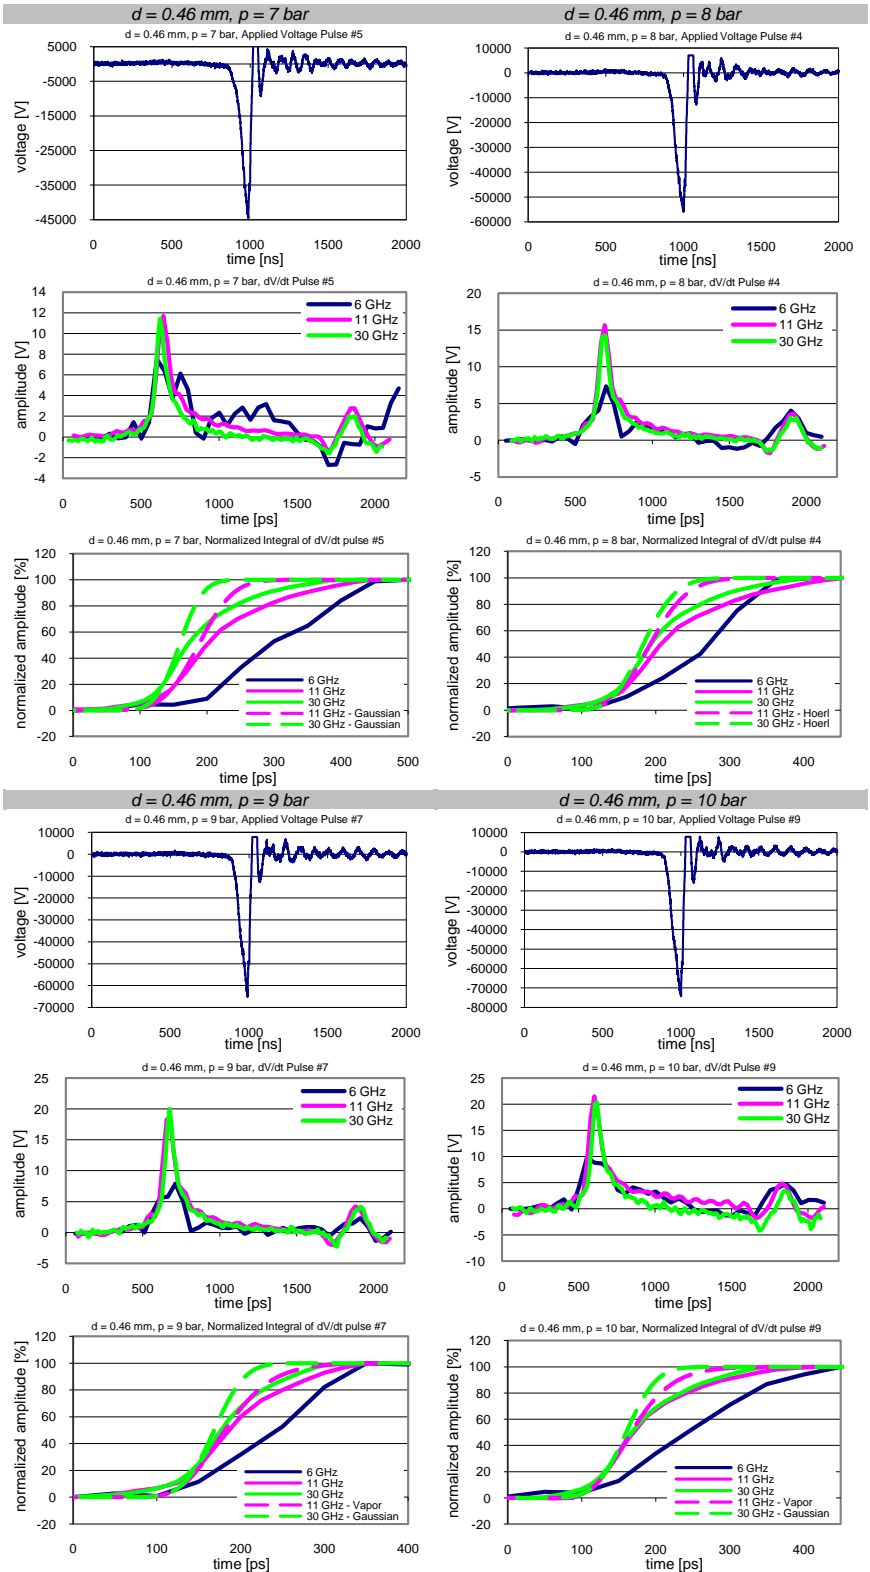 d = 0.46 mm, p = 7 bar
d = 0.46 mm, p = 7 bar, Applied Voltage Pulse #5
voltage [V]
5000
-5000
-15000
-25000
-35000
-45000
0 500 1000 1500 2000
time [ns]
d = 0.46 mm, p = 7 bar, dV/dt Pulse #5
amplitude [V]
14
12
10
8
6
4
2
0
-2
-4
6 GHz
11 GHz
30 GHz
0 500 1000 1500 2000
time [ps]
d = 0.46 mm, p = 7 bar, Normalized Integral of dV/dt pulse #5
normalized amplitude [%]
120
100
80
60
40
20
0
-20
6 GHz
11 GHz
30 GHz
11 GHz - Gaussian
30 GHz - Gaussian
0 100 200 300 400 500
time [ps]
d = 0.46 mm, p = 8 bar
d = 0.46 mm, p = 8 bar, Applied Voltage Pulse #4
voltage [V]
10000
0
-10000
-20000
-30000
-40000
-50000
-60000
0 500 1000 1500 2000
time [ns]
d = 0.46 mm, p = 8 bar, dV/dt Pulse #4
amplitude [V]
20
15
10
5
0
-5
6 GHz
11 GHz
30 GHz
0 500 1000 1500 2000
time [ps]
d = 0.46 mm, p = 8 bar, Normalized Integral of dV/dt pulse #4
normalized amplitude [%]
120
100
80
60
40
20
0
-20
6 GHz
11 GHz
30 GHz
11 GHz - Hoerl
30 GHz - Hoerl
0 100 200 300 400
time [ps]
d = 0.46 mm, p = 9 bar
d = 0.46 mm, p = 9 bar, Applied Voltage Pulse #7
voltage [V]
10000
0
-10000
-20000
-30000
-40000
-50000
-60000
-70000
0 500 1000 1500 2000
time [ns]
d = 0.46 mm, p = 9 bar, dV/dt Pulse #7
amplitude [V]
25
20
15
10
5
0
-5
6 GHz
11 GHz
30 GHz
0 500 1000 1500 2000
time [ps]
d = 0.46 mm, p = 9 bar, Normalized Integral of dV/dt pulse #7
normalized amplitude [%]
120
100
80
60
40
20
0
-20
6 GHz
11 GHz
30 GHz
11 GHz - Vapor
30 GHz - Gaussian
0 100 200 300 400
time [ps]
d = 0.46 mm, p = 10 bar
d = 0.46 mm, p = 10 bar, Applied Voltage Pulse #9
voltage [V]
10000
0
-10000
-20000
-30000
-40000
-50000
-60000
-70000
-80000
0 500 1000 1500 2000
time [ns]
d = 0.46 mm, p = 10 bar, dV/dt Pulse #9
amplitude [V]
25
20
15
10
5
0
-5
-10
6 GHz
11 GHz
30 GHz
0 500 1000 1500 2000
time [ps]
d = 0.46 mm, p = 10 bar, Normalized Integral of dV/dt pulse #9
normalized amplitude [%]
120
100
80
60
40
20
0
-20
6 GHz
11 GHz
30 GHz
11 GHz - Vapor
30 GHz - Gaussian
0 100 200 300 400
time [ps]